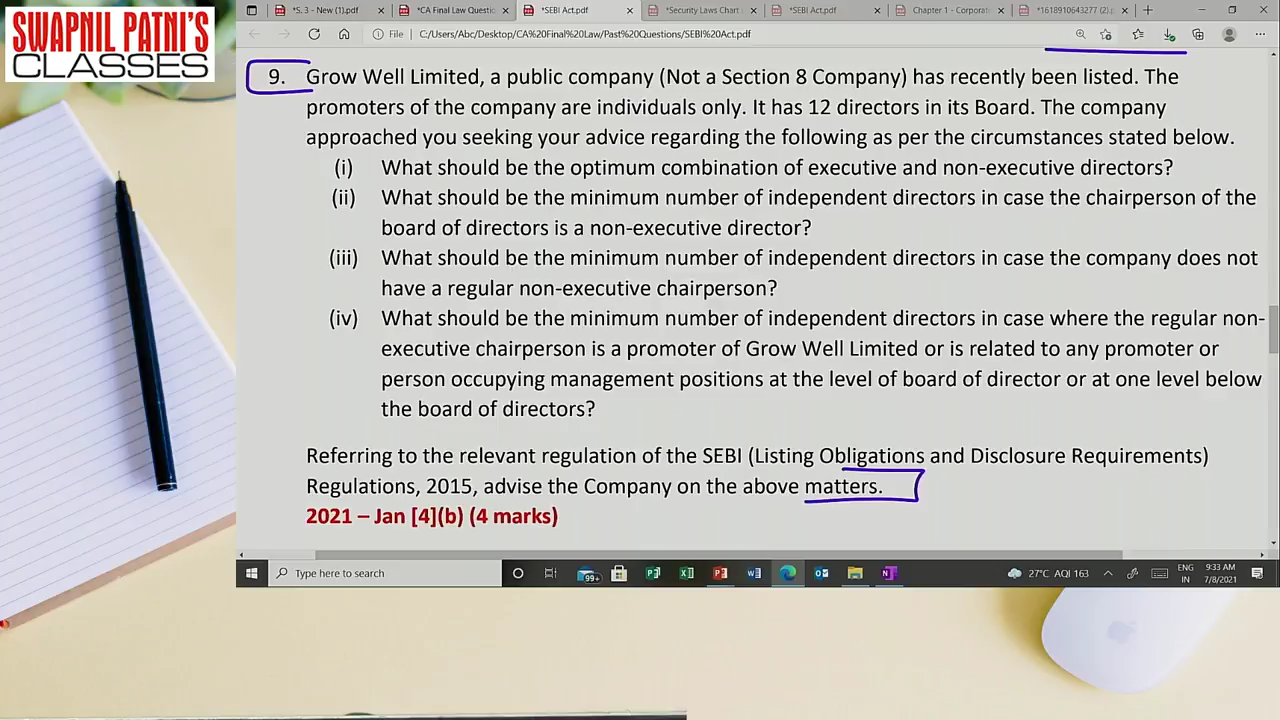 SWAPNIL PATNI'S
CLASSES
*S. 3 - New (1).pdf
*CA Final Law Questi
*SEBI Act.pdf
*Security Laws Chart
*SEBI Act.pdf
Chapter 1 - Corporat
*1618910643277 (2).p
File
C:/Users/Abc/Desktop/CA%20Final%20Law/Past%20Questions/SEBI%20Act.pdf
9. Grow Well Limited, a public company (Not a Section 8 Company) has recently been listed. The
promoters of the company are individuals only. It has 12 directors in its Board. The company
approached you seeking your advice regarding the following as per the circumstances stated below.
(i) What should be the optimum combination of executive and non-executive directors?
(ii) What should be the minimum number of independent directors in case the chairperson of the
board of directors is a non-executive director?
(iii) What should be the minimum number of independent directors in case the company does not
have a regular non-executive chairperson?
(iv) What should be the minimum number of independent directors in case where the regular non-
executive chairperson is a promoter of Grow Well Limited or is related to any promoter or
person occupying management positions at the level of board of director or at one level below
the board of directors?
Referring to the relevant regulation of the SEBI (Listing Obligations and Disclosure Requirements)
Regulations, 2015, advise the Company on the above matters.
2021 – Jan [4](b) (4 marks)
Type here to search
99+
27°C AQI 163
ENG
IN
9:33 AM
7/8/2021